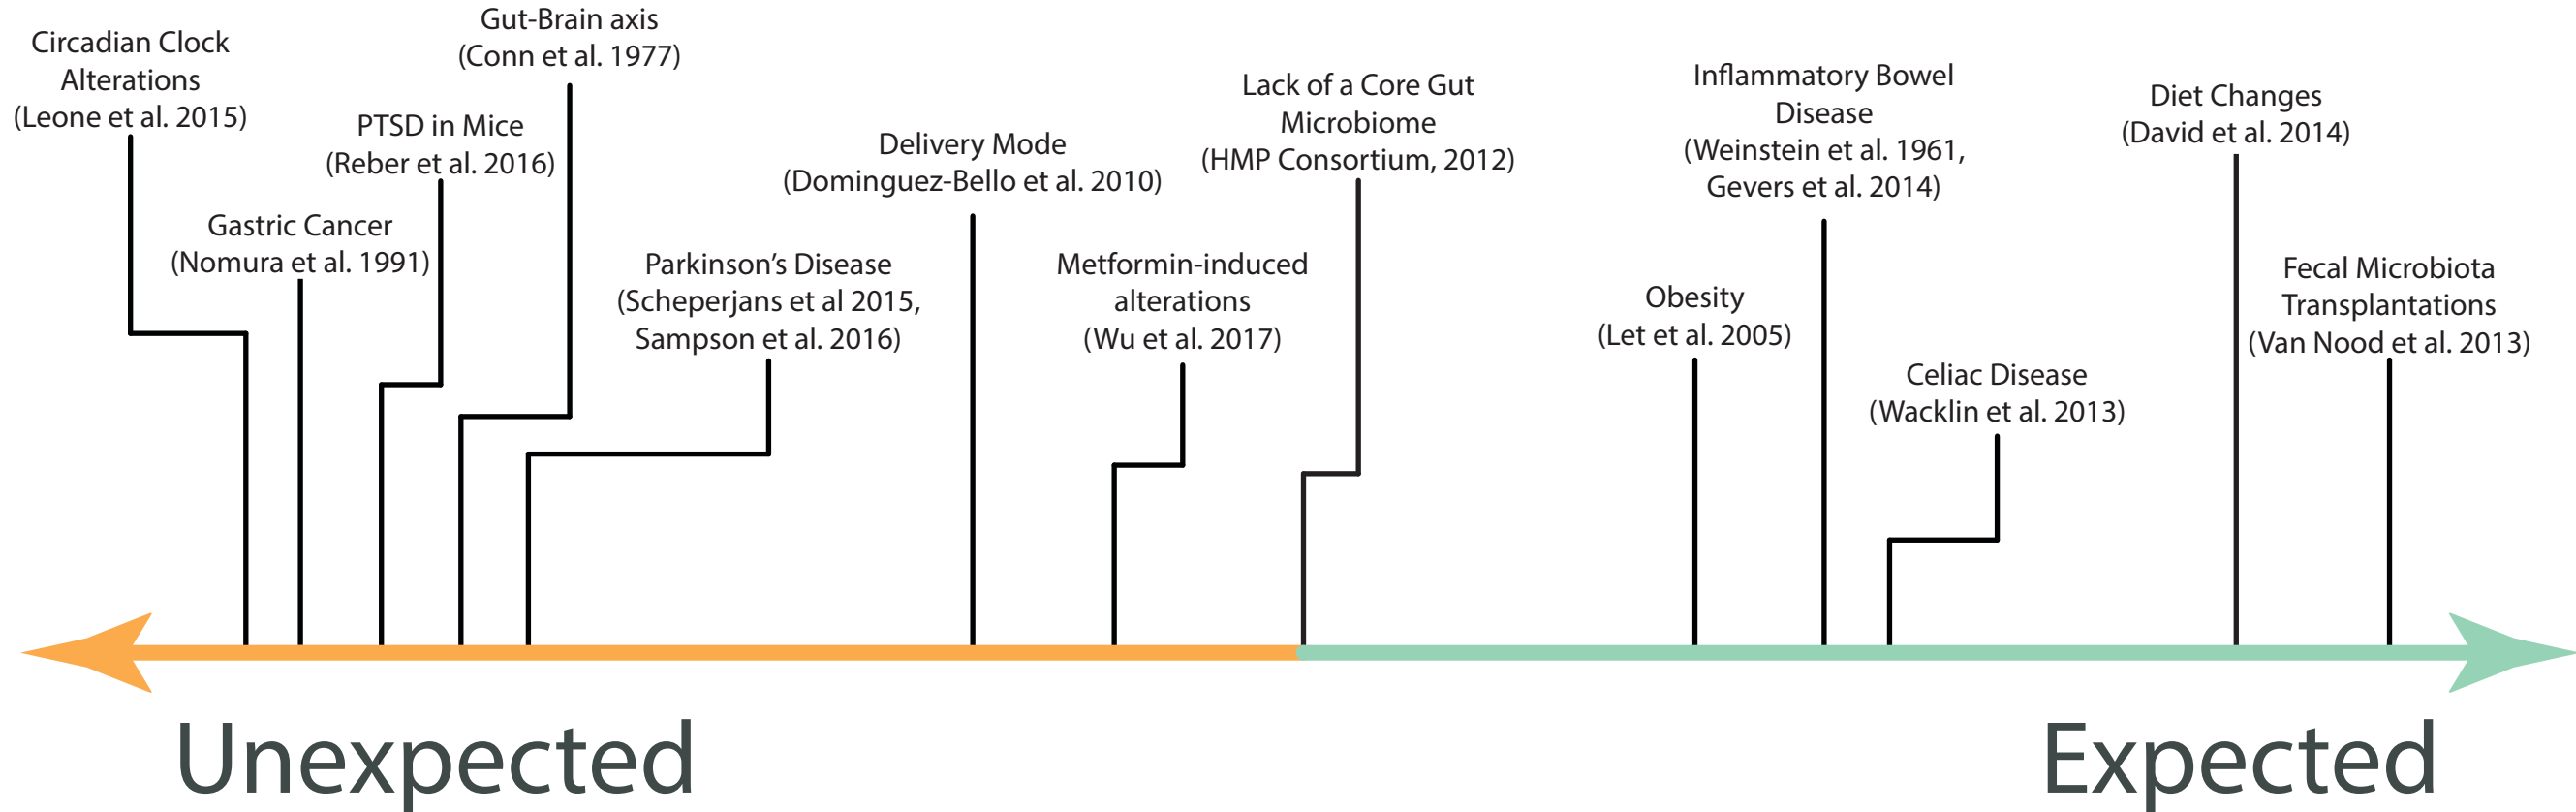 Circadian Clock
Alterations
(Leone et al. 2015)
Gastric Cancer
(Nomura et al. 1991)
PTSD in Mice
(Reber et al. 2016)
Gut-Brain axis
(Conn et al. 1977)
Parkinson's Disease
(Scheperjans et al 2015,
Sampson et al. 2016)
Delivery Mode
(Dominguez-Bello et al. 2010)
Metformin-induced
alterations
(Wu et al. 2017)
Lack of a Core Gut
Microbiome
(HMP Consortium, 2012)
Obesity
(Let et al. 2005)
Inflammatory Bowel
Disease
(Weinstein et al. 1961,
Gevers et al. 2014)
Celiac Disease
(Wacklin et al. 2013)
Diet Changes
(David et al. 2014)
Fecal Microbiota
Transplantations
(Van Nood et al. 2013)
Unexpected
Expected